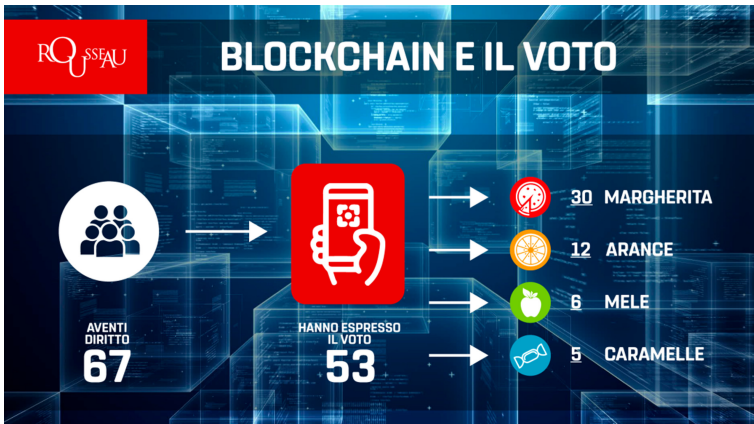 ROUSSEAU
BLOCKCHAIN E IL VOTO
30 MARGHERITA
12 ARANCE
6 MELE
5 CARAMELLE
AVENTI
DIRITTO
67
HANNO ESPRESSO
IL VOTO
53